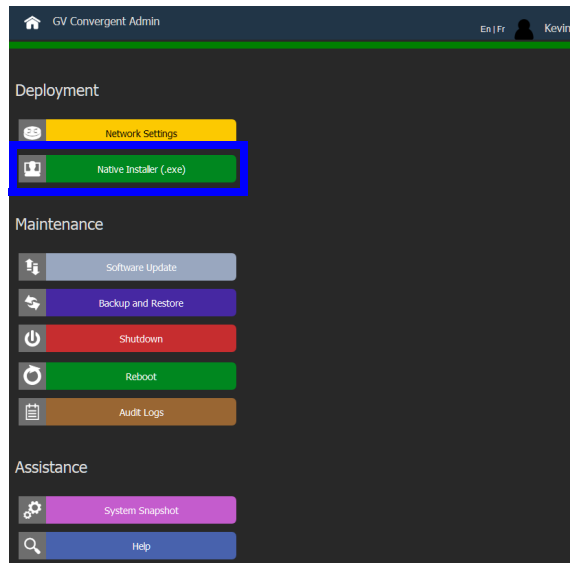 GV Convergent Admin
En | Fr
Kevin
Deployment
Network Settings
Native Installer (.exe)
Maintenance
Software Update
Backup and Restore
Shutdown
Reboot
Audit Logs
Assistance
System Snapshot
Help